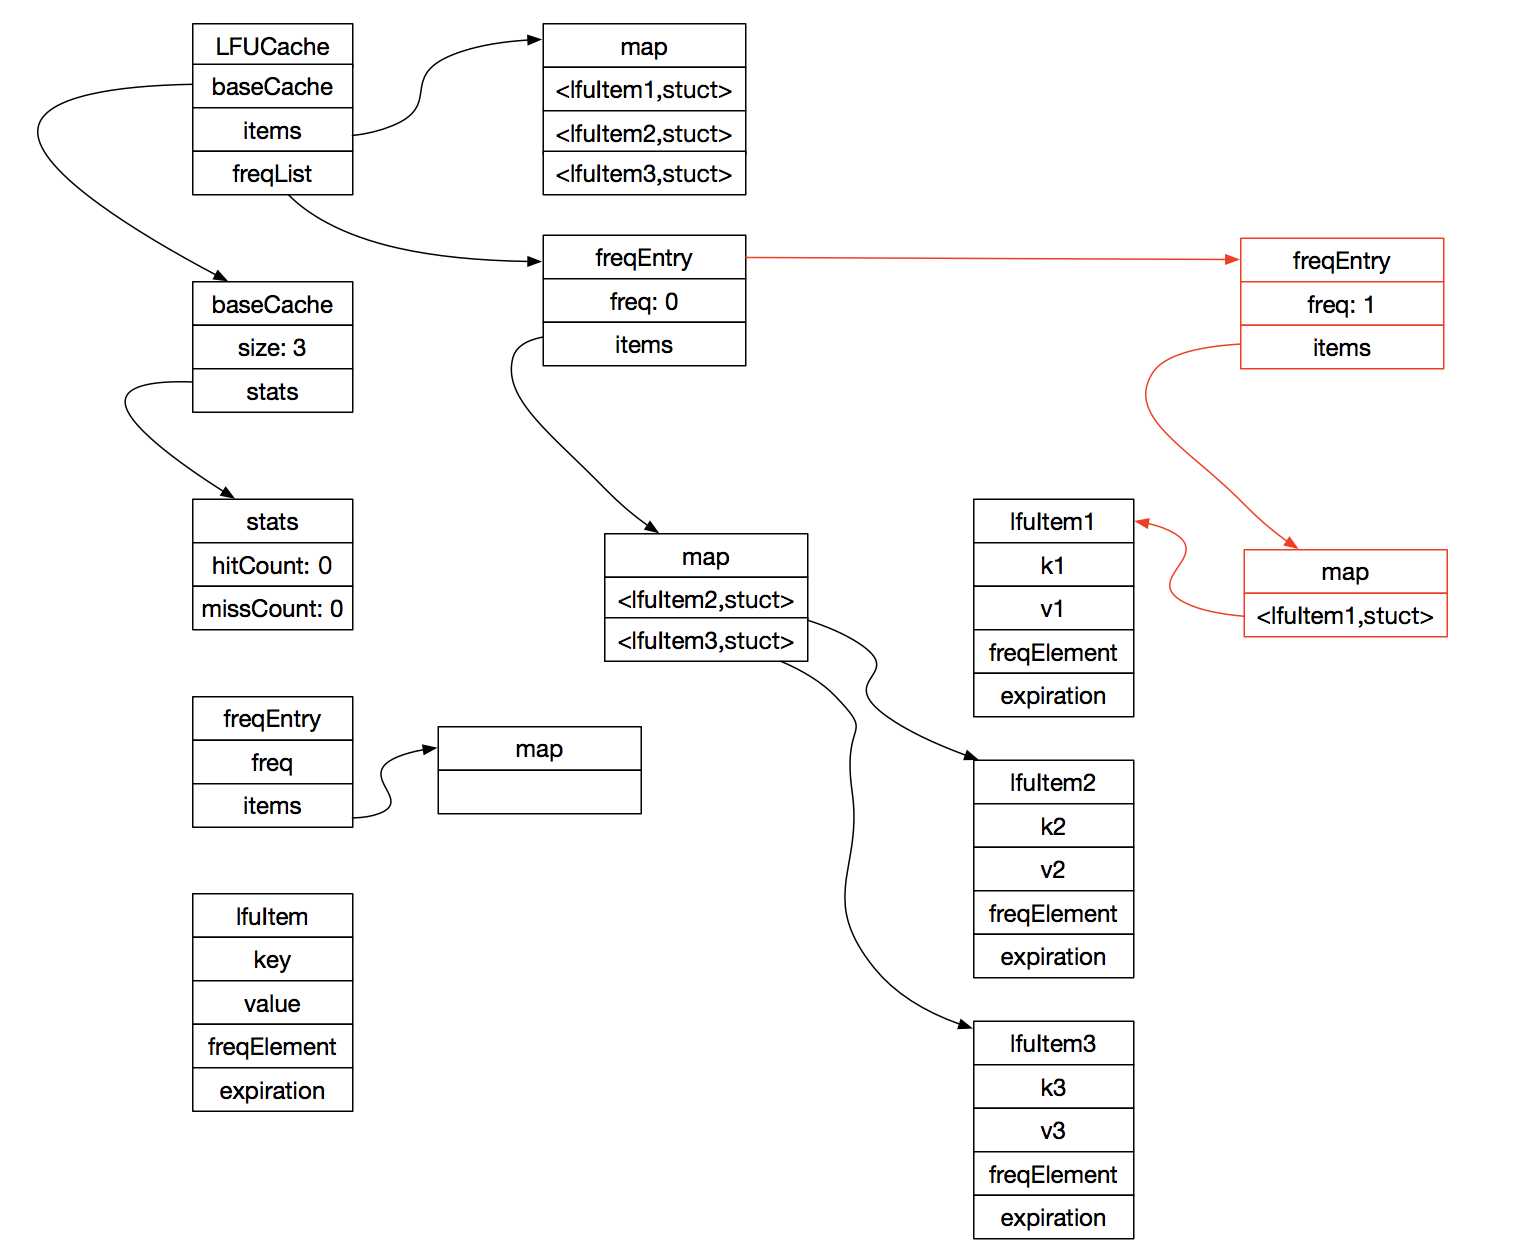 LFUCache
baseCache
items
freqList
map
<lfuItem1,stuct>
<lfuItem2,stuct>
<lfuItem3,stuct>
freqEntry
freq: 0
items
freqEntry
freq: 1
items
baseCache
size: 3
stats
stats
hitCount: 0
missCount: 0
map
<lfuItem2,stuct>
<lfuItem3,stuct>
lfuItem1
k1
v1
freqElement
expiration
map
<lfuItem1,stuct>
freqEntry
freq
items
map
lfuItem2
k2
v2
freqElement
expiration
lfuItem
key
value
freqElement
expiration
lfuItem3
k3
v3
freqElement
expiration